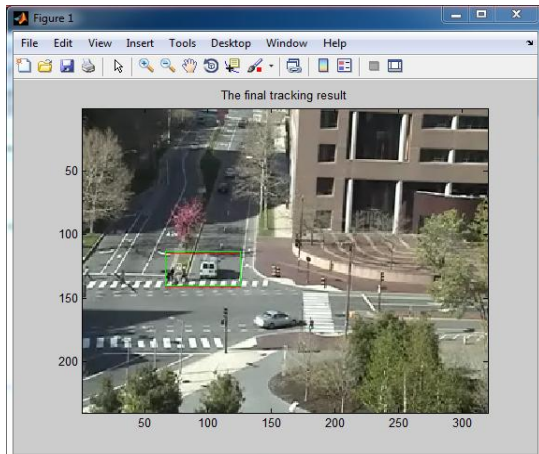 Figure 1
File Edit View Insert Tools Desktop Window Help
The final tracking result
50
100
150
200
50 100 150 200 250 300